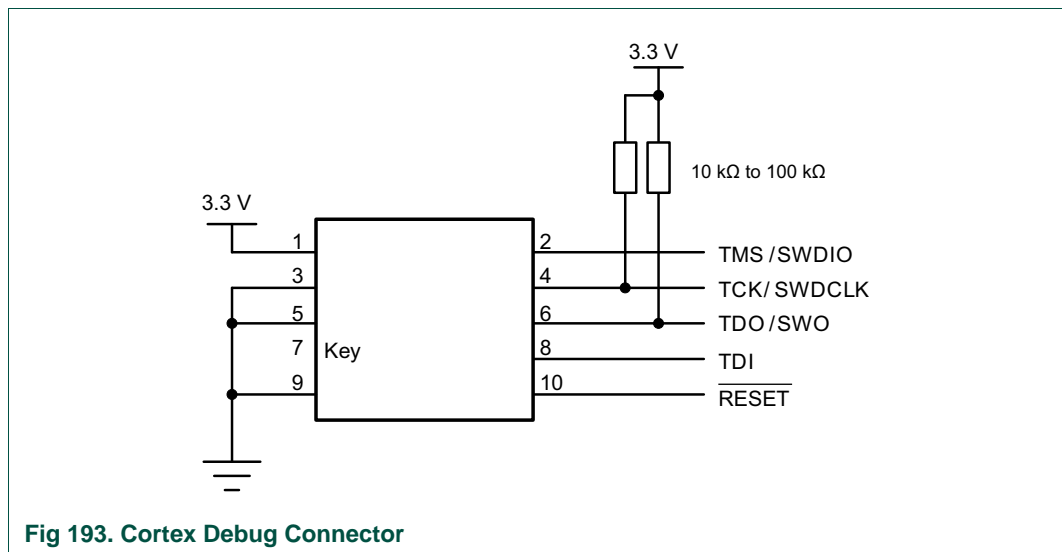 3.3 V
10 kΩ to 100 kΩ
3.3 V
1
2
TMS /SWDIO
3
4
TCK/ SWDCLK
5
6
TDO /SWO
7
Key
8
TDI
9
10
RESET
Fig 193. Cortex Debug Connector